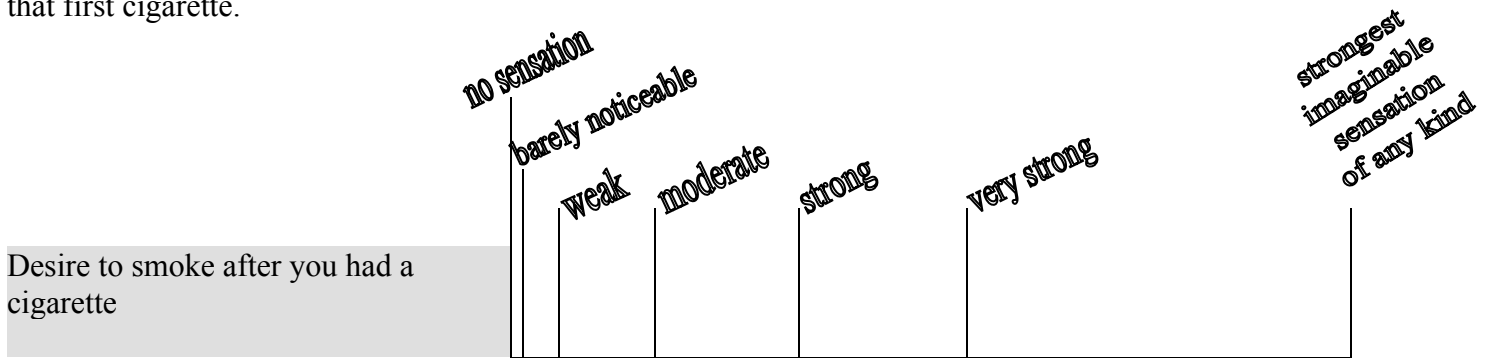 that first cigarette.
no sensation
barely noticeable
weak
moderate
strong
very strong
strongest
imaginable
sensation
of any kind
Desire to smoke after you had a
cigarette